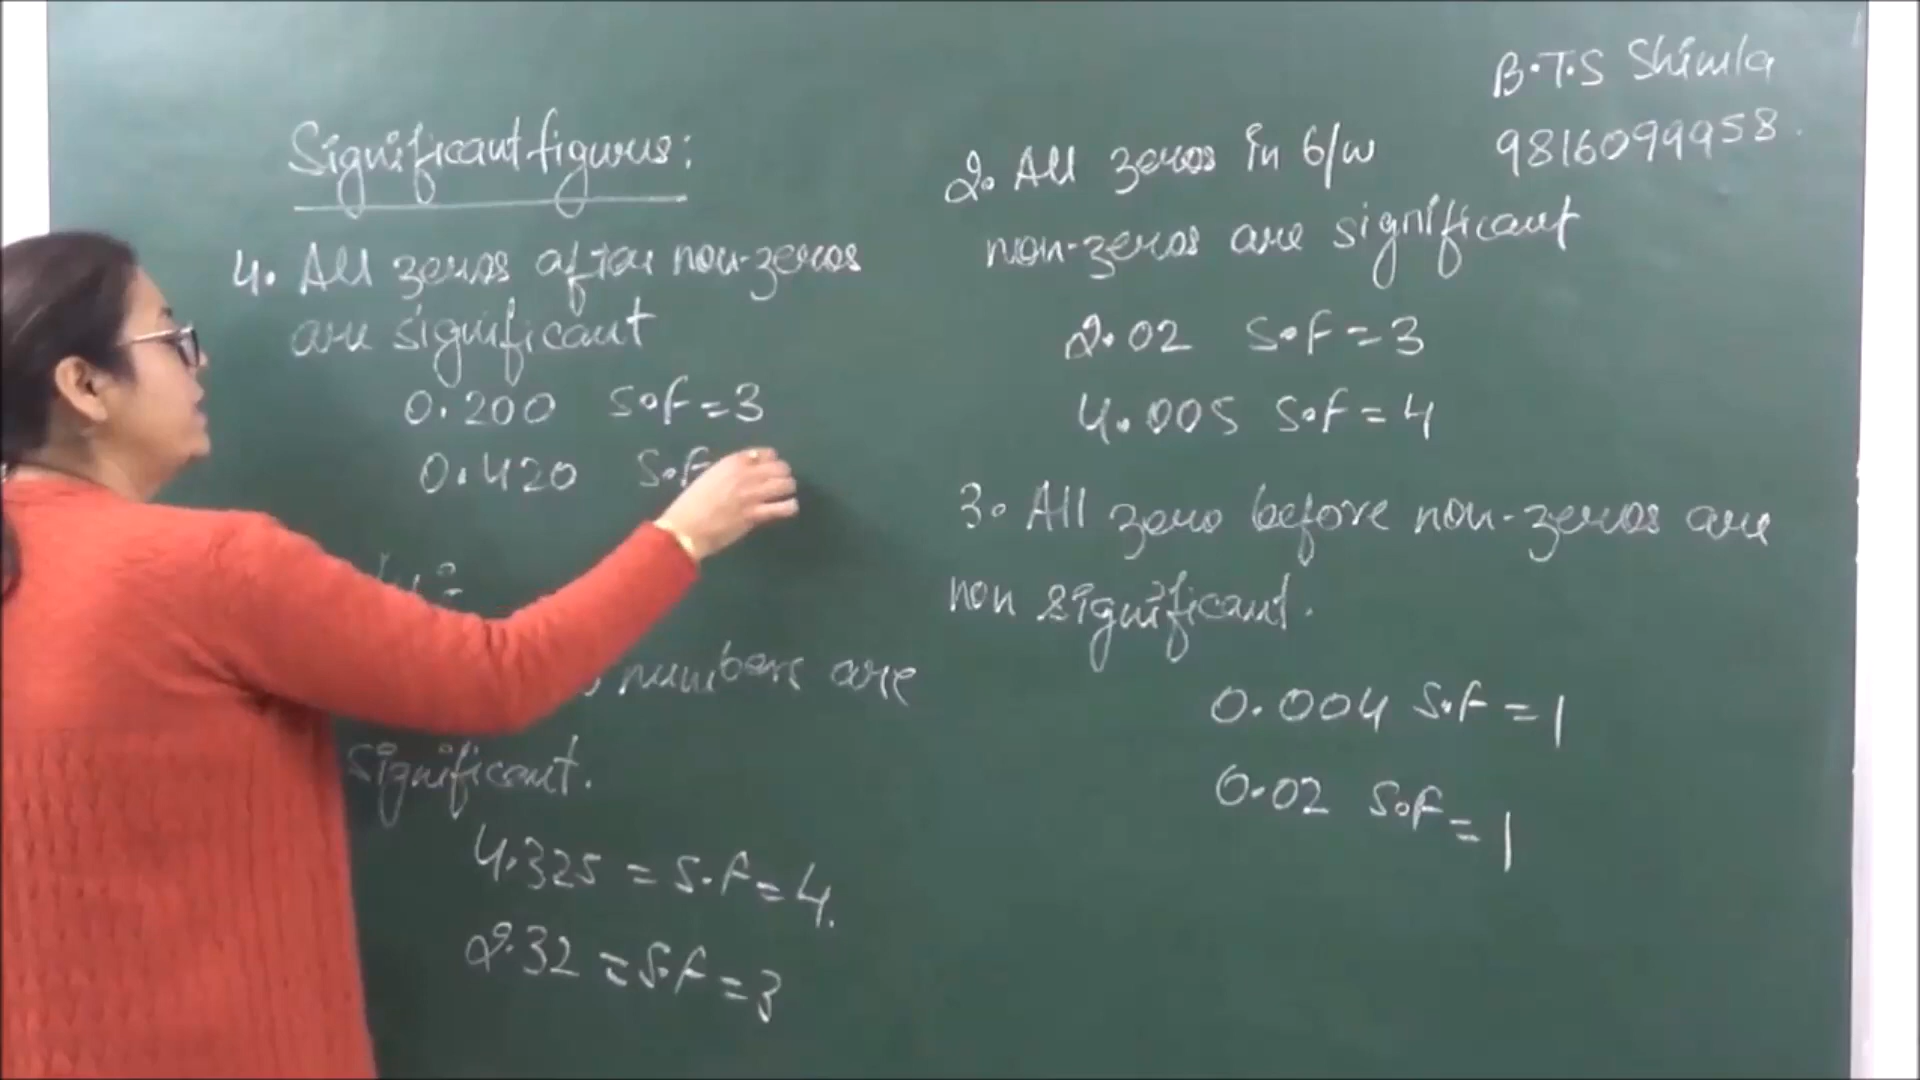 Significant figures:
4. All zeros after non-zeros
are significant
0.200 S.F = 3
0.420 S.F
numbers are
significant.
4.325 = S.F = 4.
2.32 = S.F = 3
B.T.S Shimla
9816099958.
2. All zeros in b/w
non-zeros are significant
2.02 S.F = 3
4.005 S.F = 4
3. All zero before non-zeros are
non significant.
0.004 S.F = 1
0.02 S.F = 1